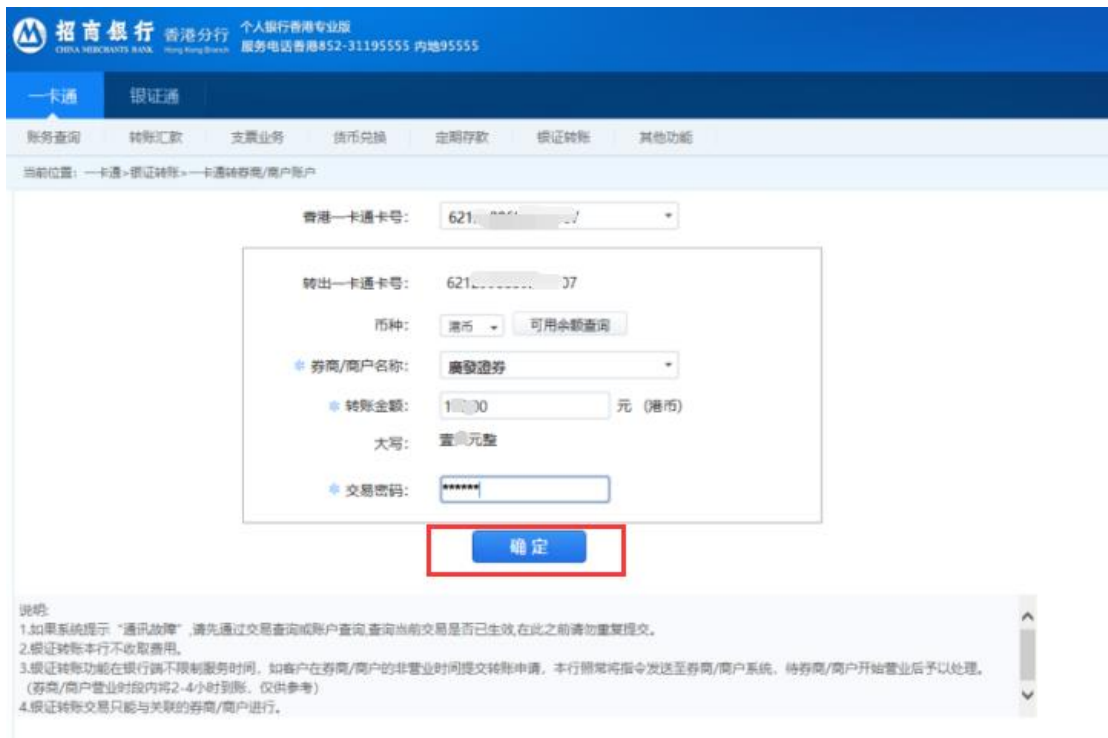 招商银行 香港分行 个人银行香港专业版
CHINA MERCHANTS BANK Hong Kong Branch 服务电话香港852-31195555 内地95555
一卡通 银证通
账务查询 转账汇款 支票业务 货币兑换 定期存款 银证转账 其他功能
当前位置：一卡通>银证转账>一卡通转券商/商户账户
香港一卡通卡号： 621
转出一卡通卡号： 621 07
币种： 港币 可用余额查询
* 券商/商户名称： 廣發證券
* 转账金额： 1 00 元（港币）
大写： 壹 元整
* 交易密码： ******
确定
说明:
1.如果系统提示“通讯故障”,请先通过交易查询或账户查询,查询当前交易是否已生效,在此之前请勿重复提交。
2.银证转账本行不收取费用。
3.银证转账功能在银行端不限制服务时间，如客户在券商/商户的非营业时间提交转账申请，本行照常将指令发送至券商/商户系统，待券商/商户开始营业后予以处理。
（券商/商户营业时段内将2-4小时到账，仅供参考）
4.银证转账交易只能与关联的券商/商户进行。